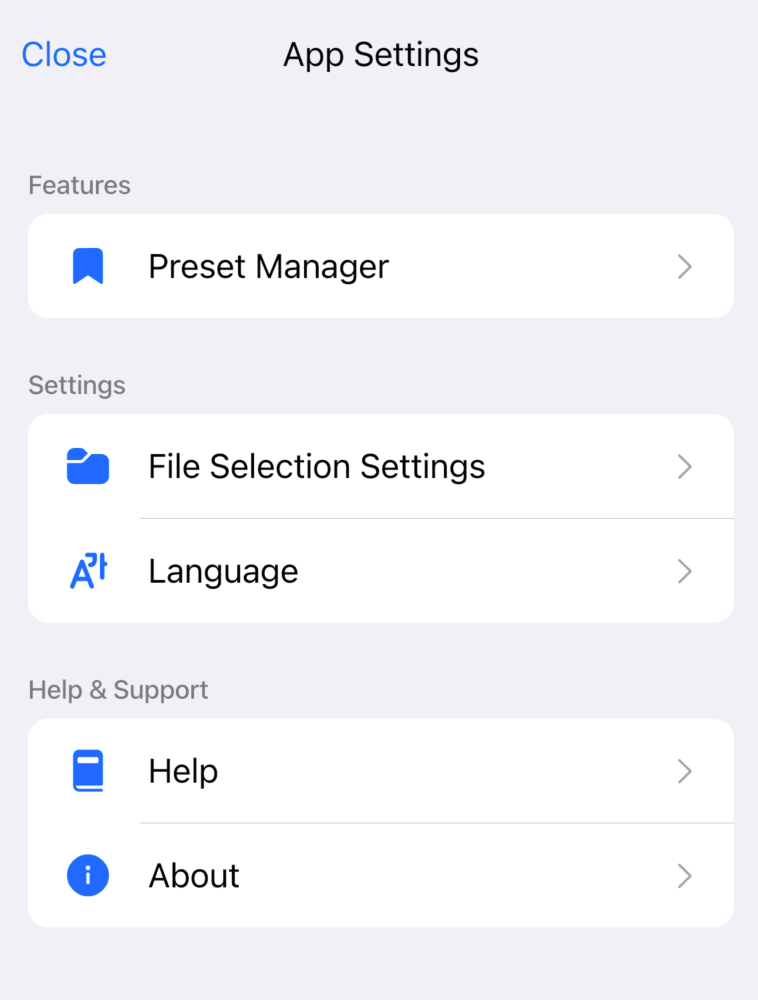 Close
App Settings
Features
Preset Manager
Settings
File Selection Settings
Language
Help & Support
Help
About